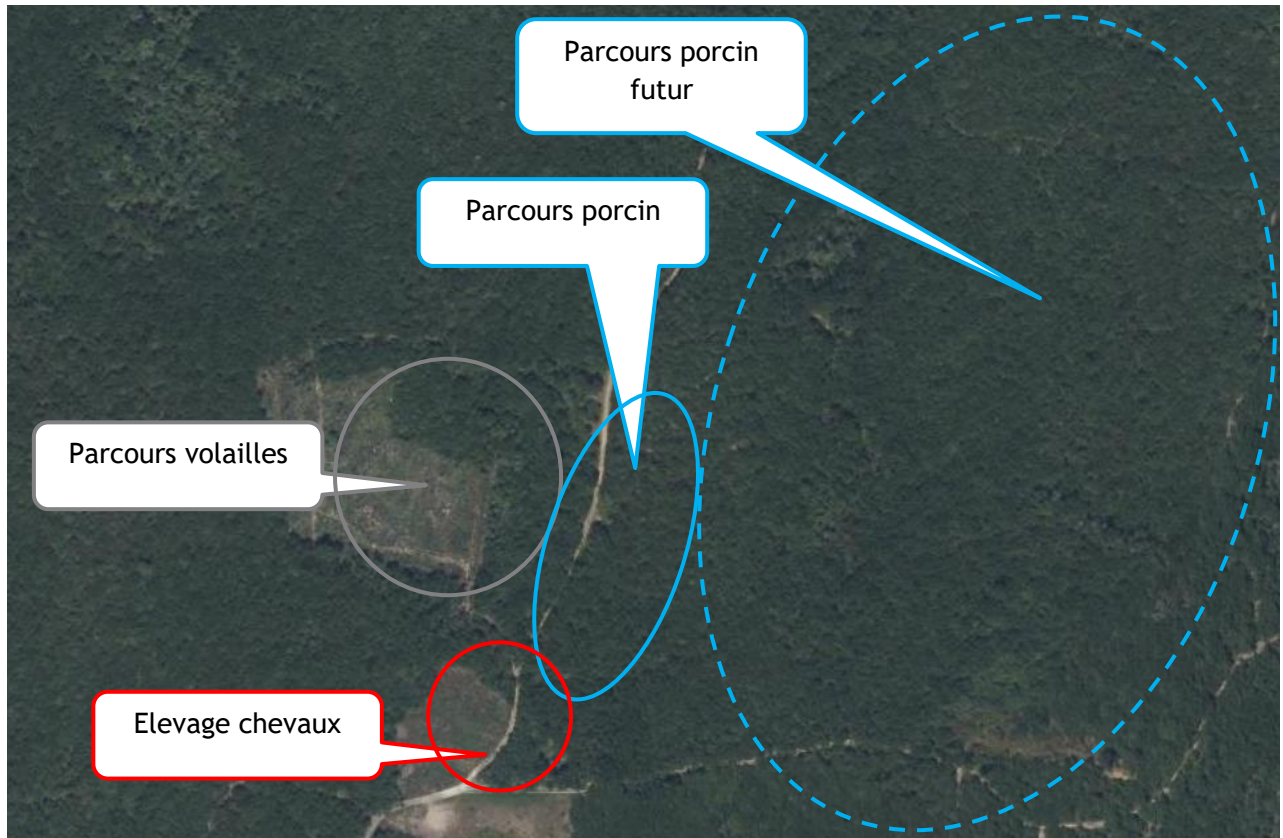 Parcours porcin
futur
Parcours porcin
Parcours volailles
Elevage chevaux